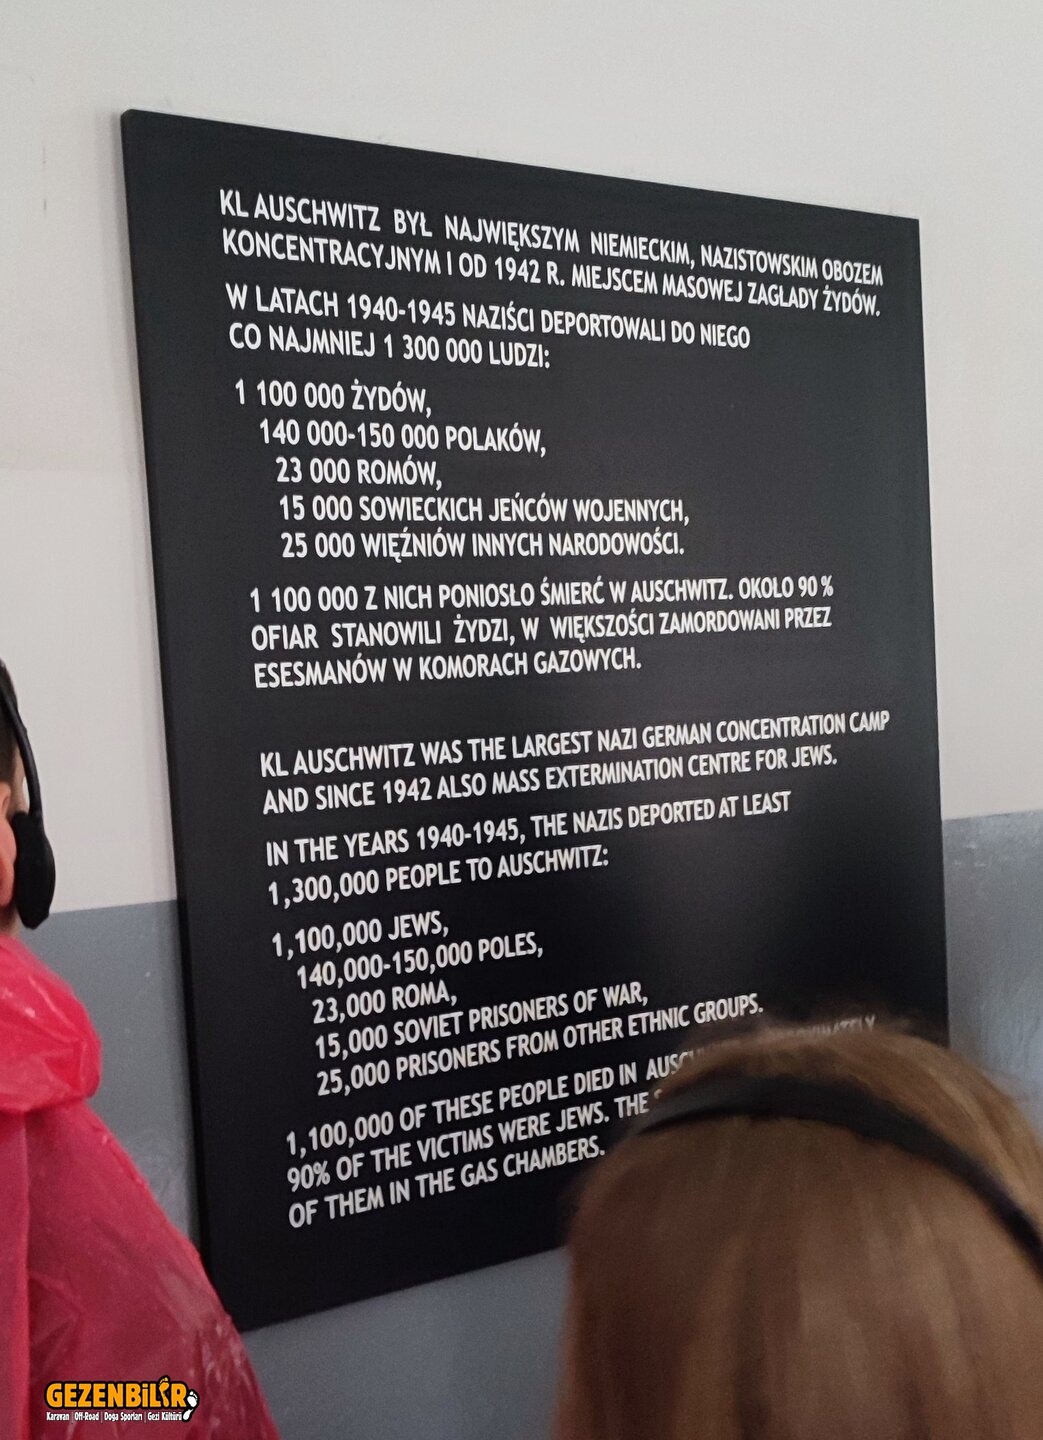 KL AUSCHWITZ BYŁ NAJWIĘKSZYM NIEMIECKIM, NAZISTOWSKIM OBOZEM
KONCENTRACYJNYM I OD 1942 R. MIEJSCEM MASOWEJ ZAGŁADY ŻYDÓW.
W LATACH 1940-1945 NAZIŚCI DEPORTOWALI DO NIEGO
CO NAJMNIEJ 1 300 000 LUDZI:
1 100 000 ŻYDÓW,
140 000-150 000 POLAKÓW,
23 000 ROMÓW,
15 000 SOWIECKICH JEŃCÓW WOJENNYCH,
25 000 WIĘŹNIÓW INNYCH NARODOWOŚCI.
1 100 000 Z NICH PONIOSŁO ŚMIERĆ W AUSCHWITZ. OKOŁO 90 %
OFIAR STANOWILI ŻYDZI, W WIĘKSZOŚCI ZAMORDOWANI PRZEZ
ESESMANÓW W KOMORACH GAZOWYCH.
KL AUSCHWITZ WAS THE LARGEST NAZI GERMAN CONCENTRATION CAMP
AND SINCE 1942 ALSO MASS EXTERMINATION CENTRE FOR JEWS.
IN THE YEARS 1940-1945, THE NAZIS DEPORTED AT LEAST
1,300,000 PEOPLE TO AUSCHWITZ:
1,100,000 JEWS,
140,000-150,000 POLES,
23,000 ROMA,
15,000 SOVIET PRISONERS OF WAR,
25,000 PRISONERS FROM OTHER ETHNIC GROUPS.
1,100,000 OF THESE PEOPLE DIED IN
90% OF THE VICTIMS WERE JEWS. THE
OF THEM IN THE GAS CHAMBERS.
GEZENBiLiR
Karavan | Off-Road | Doğa Sporları | Gezi Kültürü